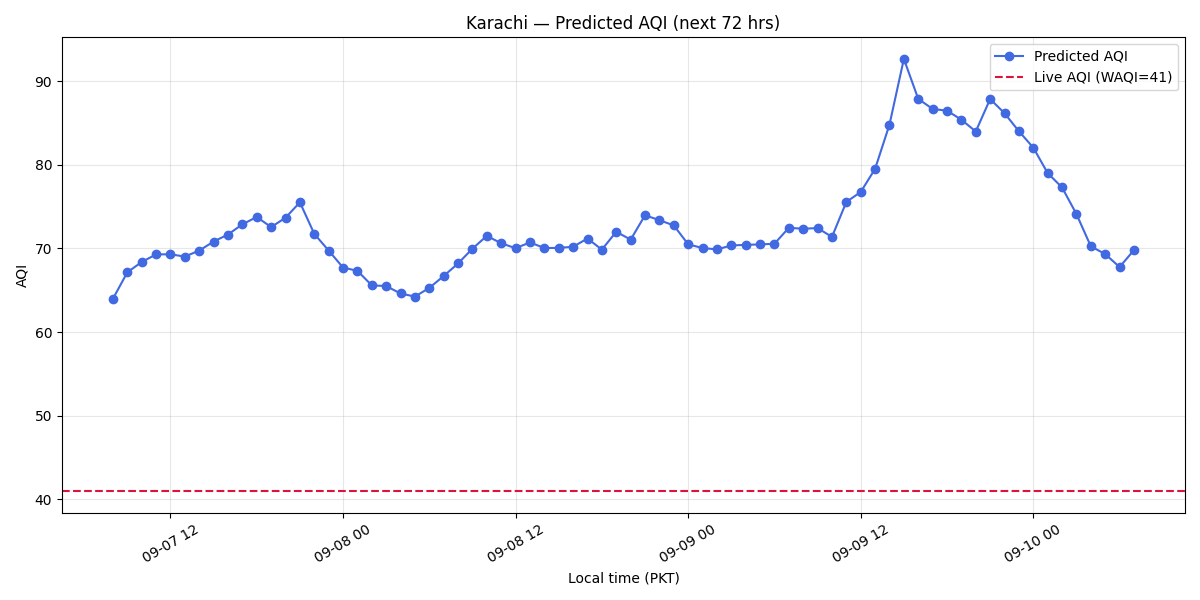 Karachi — Predicted AQI (next 72 hrs)
Predicted AQI
Live AQI (WAQI=41)
AQI
90
80
70
60
50
40
09-07 12
09-08 00
09-08 12
09-09 00
09-09 12
09-10 00
Local time (PKT)